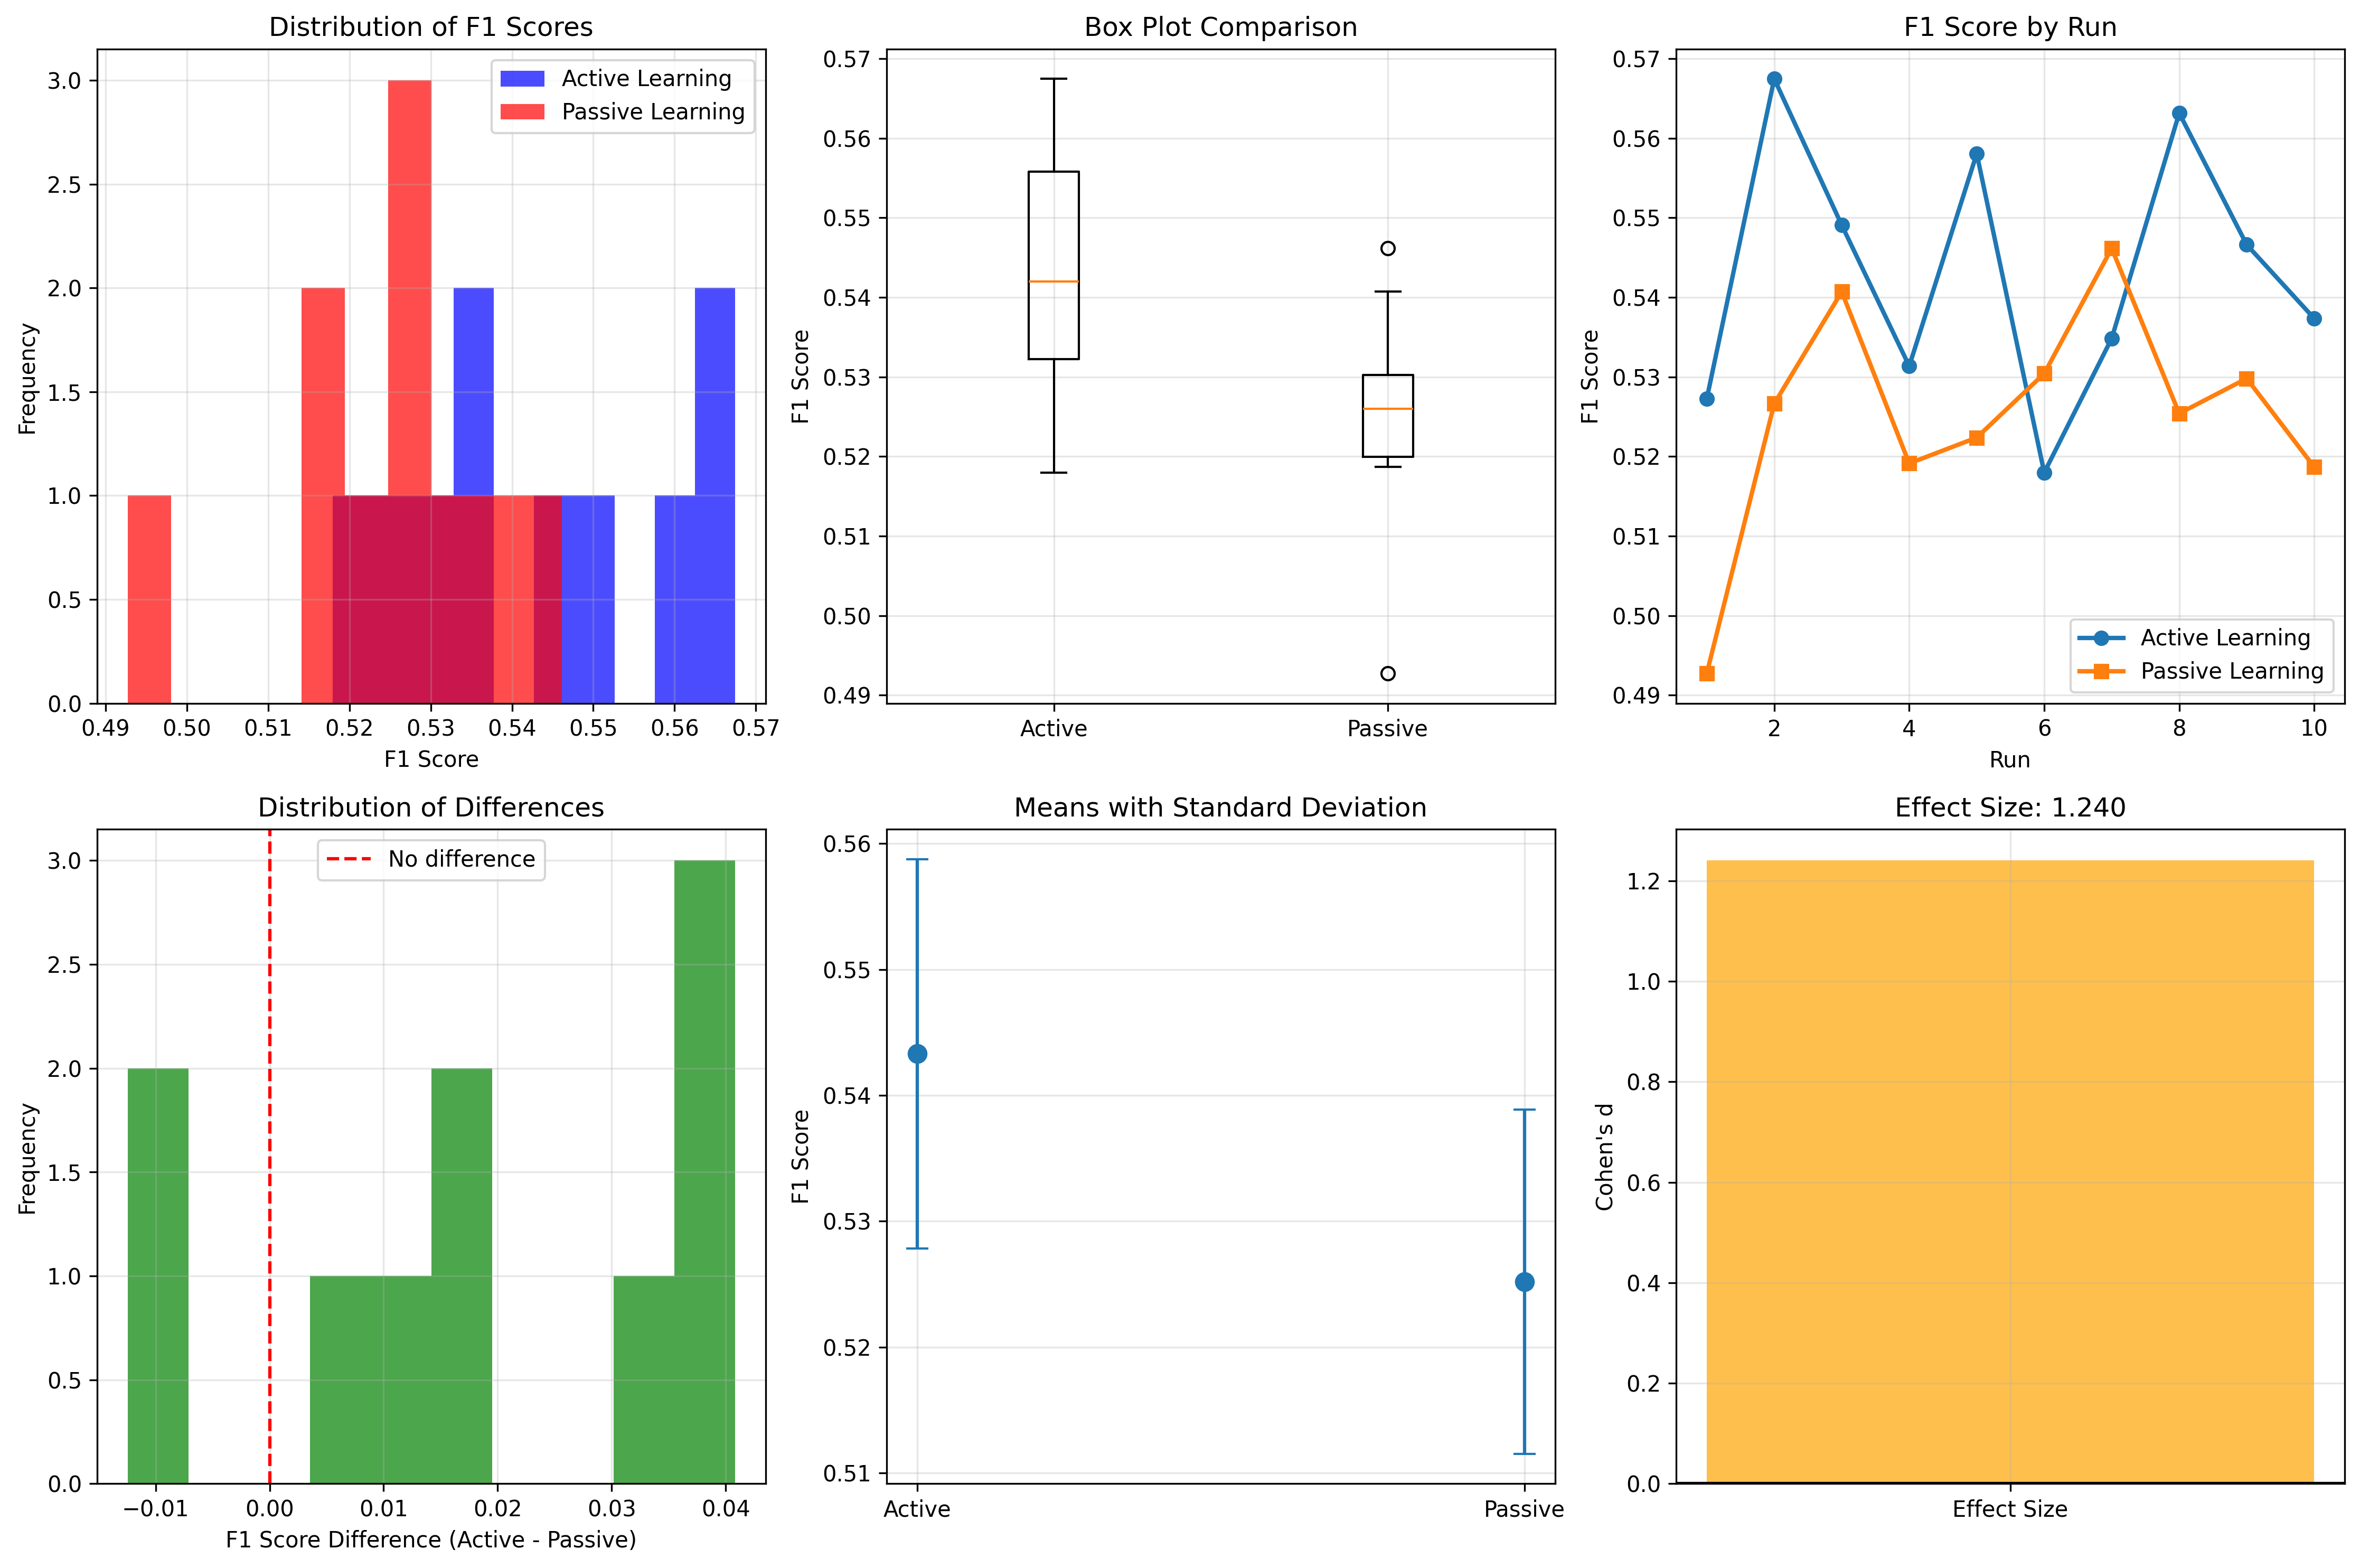 Distribution of F1 Scores
3.0
2.5
2.0
1.5
1.0
0.5
0.0
Frequency
Active Learning
Passive Learning
0.49 0.50 0.51 0.52 0.53 0.54 0.55 0.56 0.57
F1 Score
Box Plot Comparison
0.57
0.56
0.55
0.54
0.53
0.52
0.51
0.50
0.49
F1 Score
Active Passive
F1 Score by Run
0.57
0.56
0.55
0.54
0.53
0.52
0.51
0.50
0.49
F1 Score
Active Learning
Passive Learning
2 4 6 8 10
Run
Distribution of Differences
3.0
2.5
2.0
1.5
1.0
0.5
0.0
Frequency
No difference
−0.01 0.00 0.01 0.02 0.03 0.04
F1 Score Difference (Active - Passive)
Means with Standard Deviation
0.56
0.55
0.54
0.53
0.52
0.51
F1 Score
Active Passive
Effect Size: 1.240
1.2
1.0
0.8
0.6
0.4
0.2
0.0
Cohen's d
Effect Size